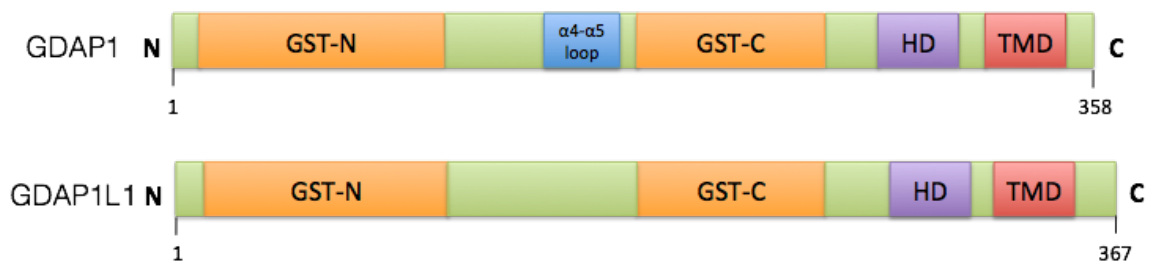 GDAP1 N GST-N α4-α5 loop GST-C HD TMD C
1 358
GDAP1L1 N GST-N GST-C HD TMD C
1 367